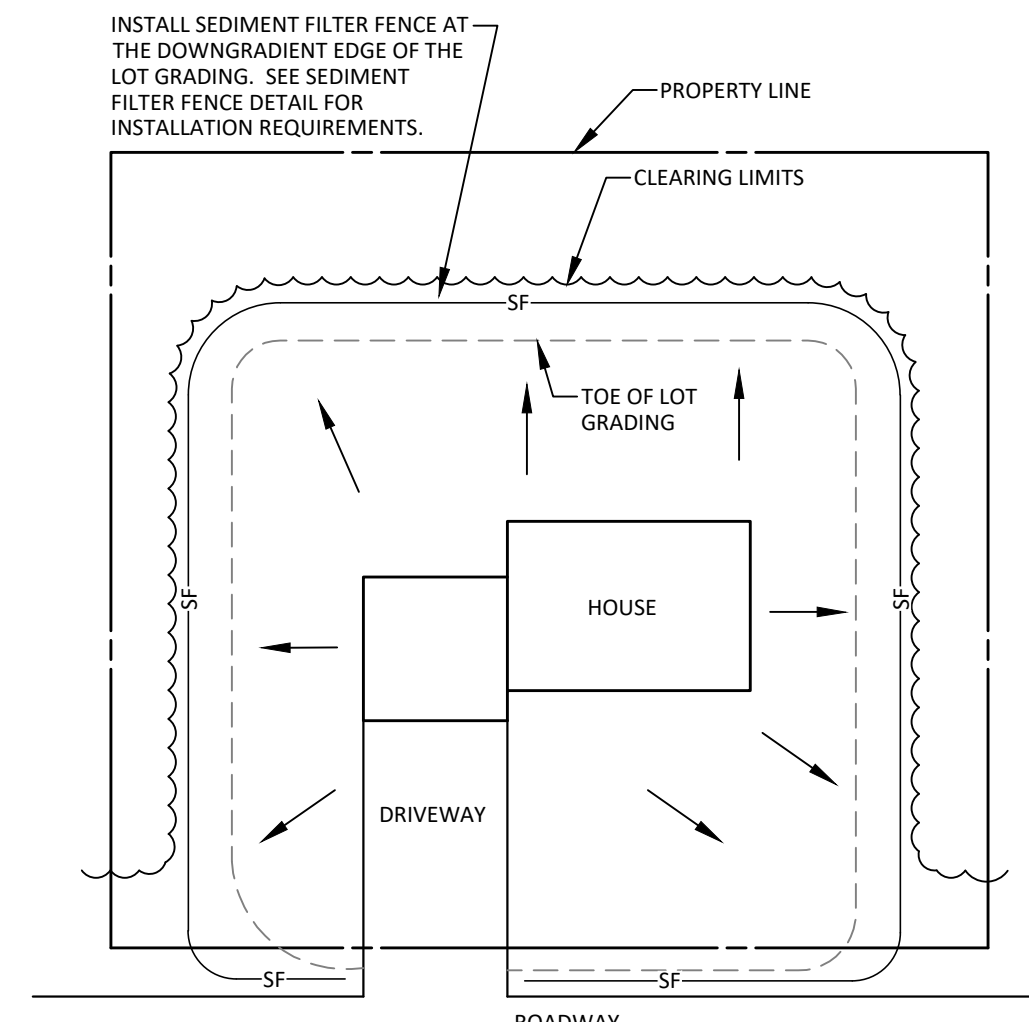 INSTALL SEDIMENT FILTER FENCE AT
THE DOWNGRADIENT EDGE OF THE
LOT GRADING. SEE SEDIMENT
FILTER FENCE DETAIL FOR
INSTALLATION REQUIREMENTS.
PROPERTY LINE
CLEARING LIMITS
SF
TOE OF LOT
GRADING
SF
HOUSE
SF
DRIVEWAY
SF
SF
ROADWAY